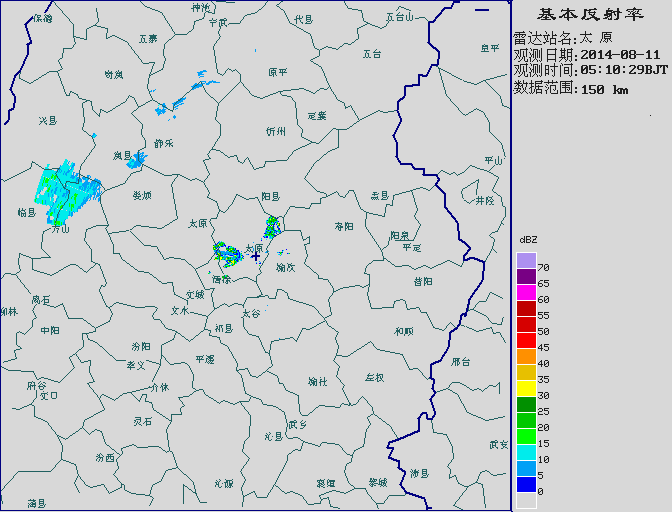 基本反射率
雷达站名:太 原
观测日期:2014-08-11
观测时间:05:10:29BJT
数据范围:150 km
dBZ
70
65
60
55
50
45
40
35
30
25
20
15
10
5
0
保德
神池
宁武
代县
五台山
五寨
五台
阜平
岢岚
原平
兴县
定襄
忻州
静乐
岚县
平山
娄烦
阳县
盂县
井陉
临县
方山
太原
寿阳
阳泉
平定
太原
榆次
昔阳
清徐
文城
离石
柳林
文水
太谷
祁县
中阳
和顺
汾阳
平遥
邢台
孝义
榆社
左权
介休
交口
灵石
武乡
沁县
武安
汾西
沁源
襄垣
黎城
涉县
蒲县